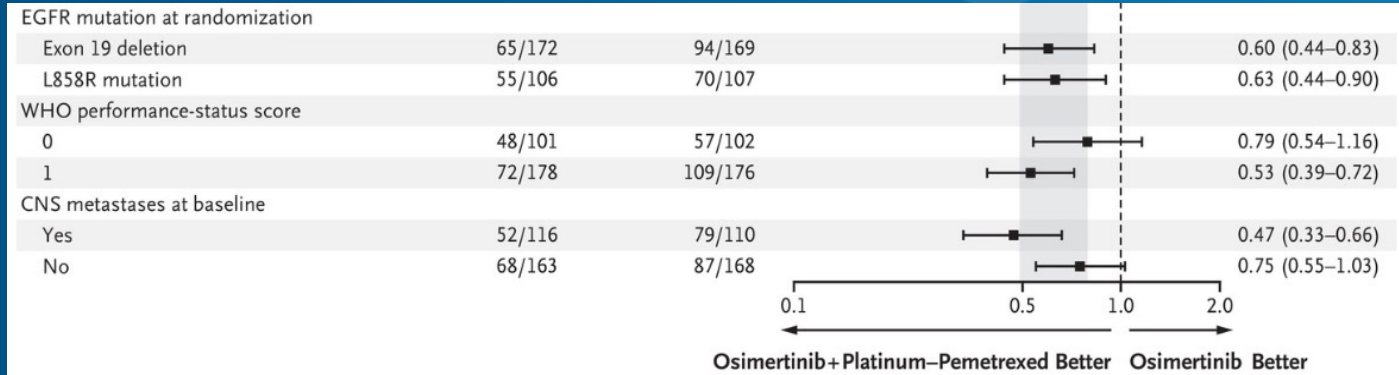 EGFR mutation at randomization
Exon 19 deletion 65/172 94/169 0.60 (0.44–0.83)
L858R mutation 55/106 70/107 0.63 (0.44–0.90)
WHO performance-status score
0 48/101 57/102 0.79 (0.54–1.16)
1 72/178 109/176 0.53 (0.39–0.72)
CNS metastases at baseline
Yes 52/116 79/110 0.47 (0.33–0.66)
No 68/163 87/168 0.75 (0.55–1.03)
0.1 0.5 1.0 2.0
Osimertinib+Platinum–Pemetrexed Better Osimertinib Better